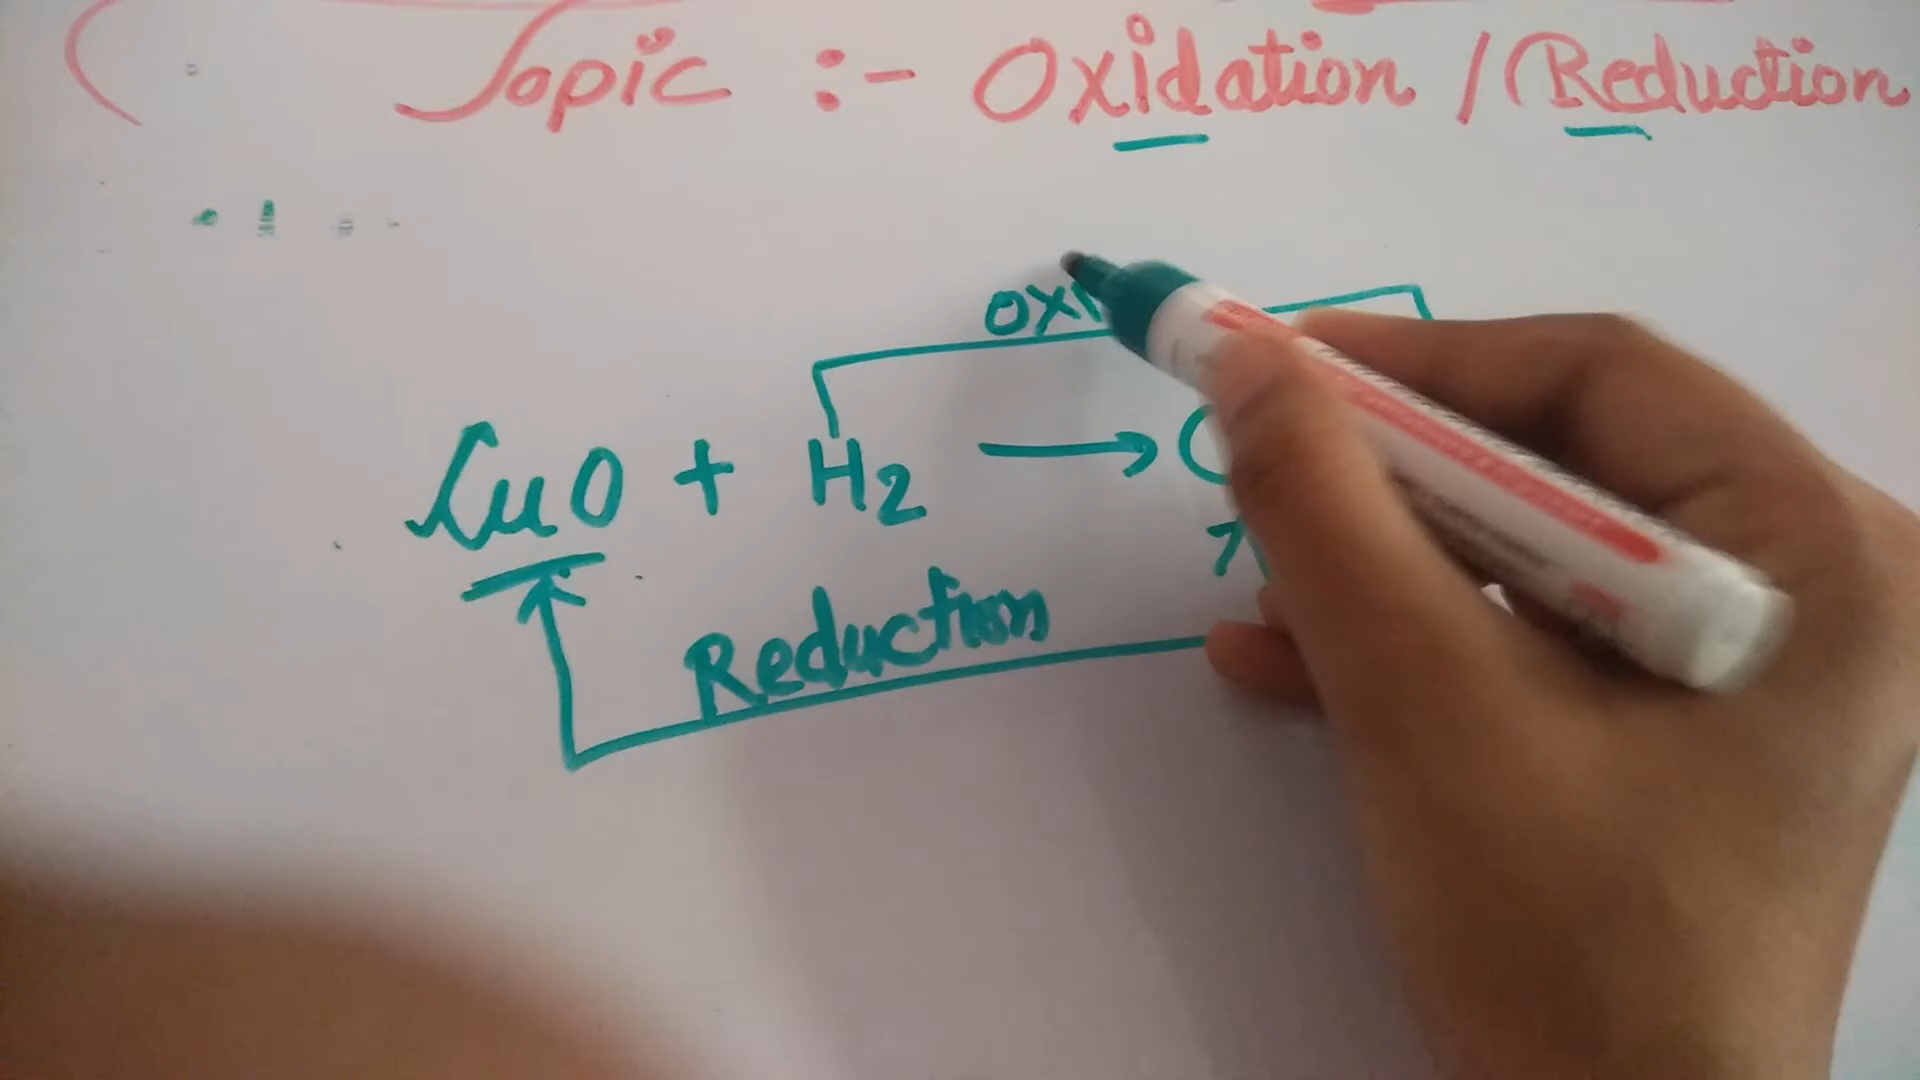 Topic :- Oxidation / Reduction
oxi
CuO + H2 → C
Reduction